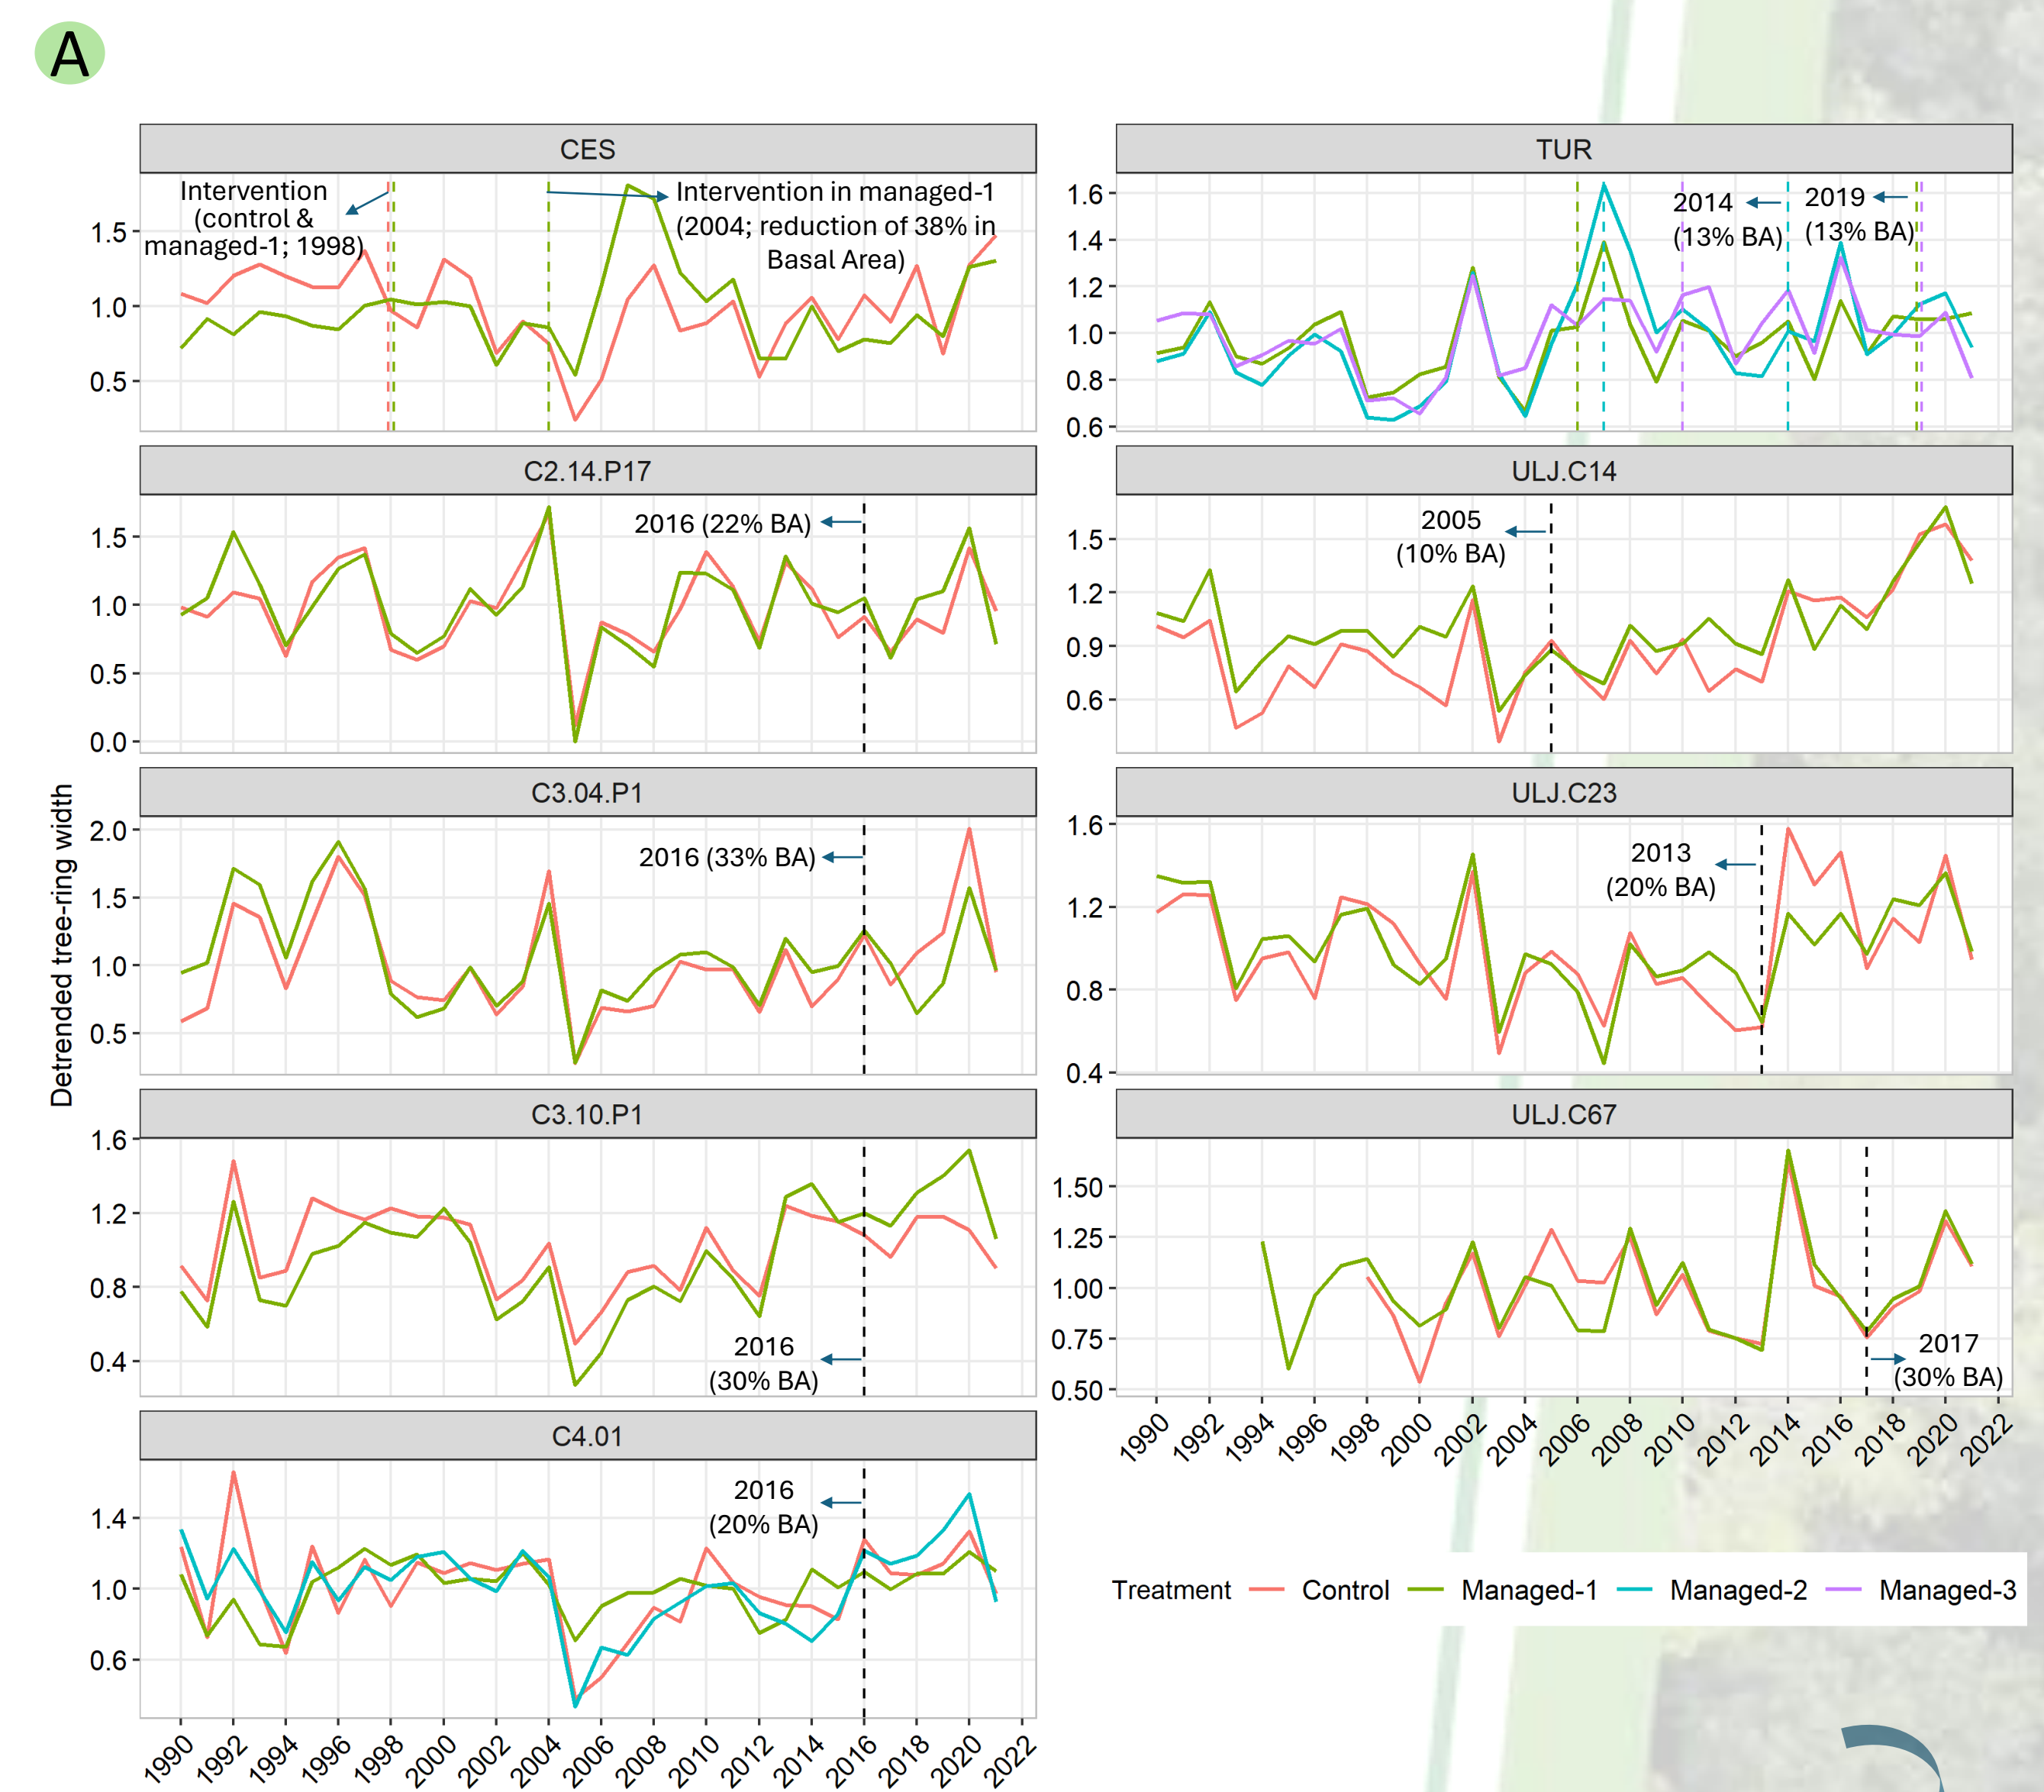 A
Detrended tree-ring width
CES
Intervention
(control &
managed-1; 1998)
Intervention in managed-1
(2004; reduction of 38% in
Basal Area)
1.5
1.0
0.5
C2.14.P17
2016 (22% BA)
1.5
1.0
0.5
0.0
C3.04.P1
2016 (33% BA)
2.0
1.5
1.0
0.5
C3.10.P1
2016
(30% BA)
1.6
1.2
0.8
0.4
C4.01
2016
(20% BA)
1.4
1.0
0.6
1990 1992 1994 1996 1998 2000 2002 2004 2006 2008 2010 2012 2014 2016 2018 2020 2022
TUR
2014
(13% BA)
2019
(13% BA)
1.6
1.4
1.2
1.0
0.8
0.6
ULJ.C14
2005
(10% BA)
1.5
1.2
0.9
0.6
ULJ.C23
2013
(20% BA)
1.6
1.2
0.8
0.4
ULJ.C67
2017
(30% BA)
1.50
1.25
1.00
0.75
0.50
1990 1992 1994 1996 1998 2000 2002 2004 2006 2008 2010 2012 2014 2016 2018 2020 2022
Treatment Control Managed-1 Managed-2 Managed-3